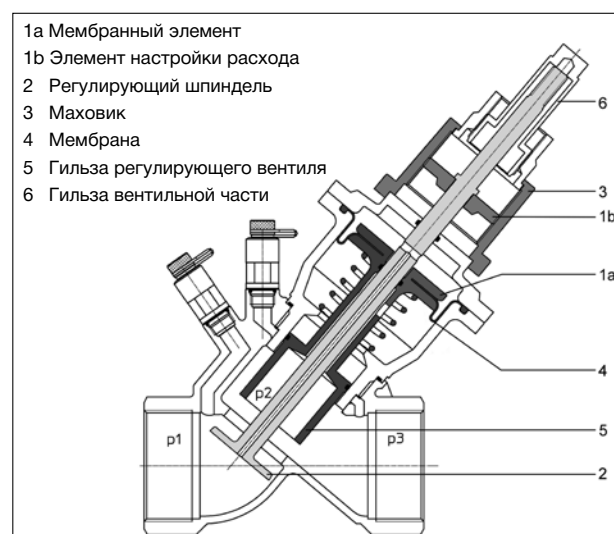 1a Мембранный элемент
1b Элемент настройки расхода
2 Регулирующий шпиндель
3 Маховик
4 Мембрана
5 Гильза регулирующего вентиля
6 Гильза вентильной части
6
3
1b
1a
4
5
2
p1
p2
p3